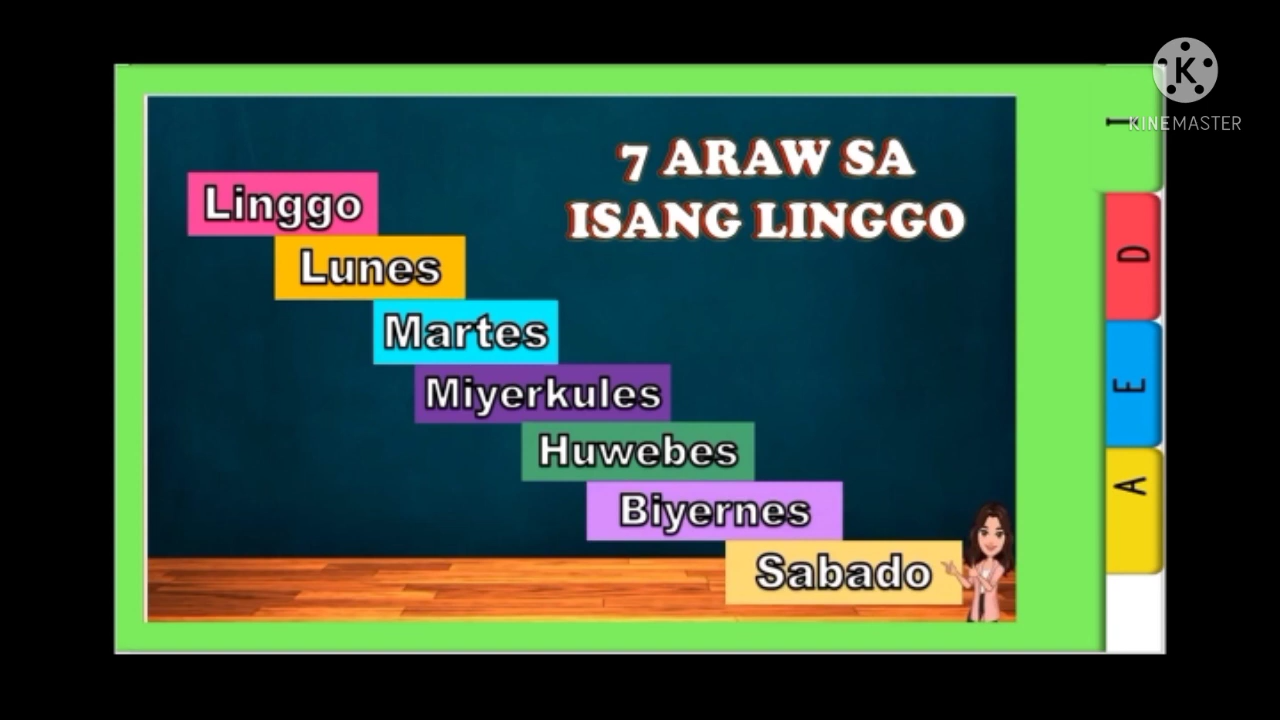 7 ARAW SA
ISANG LINGGO
Linggo
Lunes
Martes
Miyerkules
Huwebes
Biyernes
Sabado
I
D
E
A
K
KINEMASTER